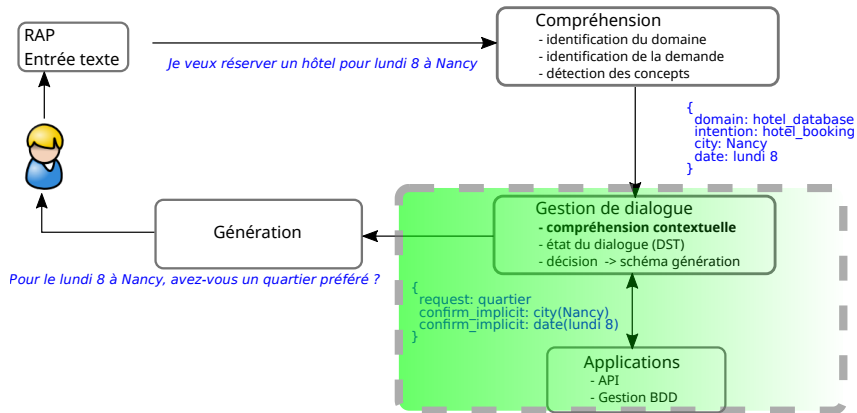 RAP
Entrée texte
Je veux réserver un hôtel pour lundi 8 à Nancy
Compréhension
- identification du domaine
- identification de la demande
- détection des concepts
{
domain: hotel_database
intention: hotel_booking
city: Nancy
date: lundi 8
}
Gestion de dialogue
- compréhension contextuelle
- état du dialogue (DST)
- décision -> schéma génération
Génération
Pour le lundi 8 à Nancy, avez-vous un quartier préféré ?
{
request: quartier
confirm_implicit: city(Nancy)
confirm_implicit: date(lundi 8)
}
Applications
- API
- Gestion BDD